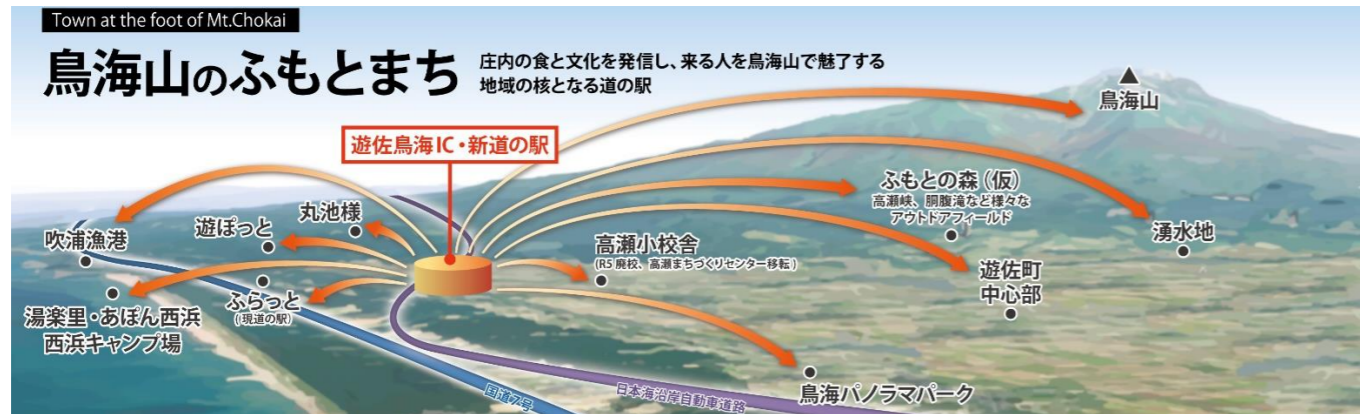 Town at the foot of Mt.Chokai
鳥海山のふもとまち
庄内の食と文化を発信し、来る人を鳥海山で魅了する
地域の核となる道の駅
鳥海山
遊佐鳥海IC・新道の駅
ふもとの森（仮）
高瀬峡、胴腹滝など様々な
アウトドアフィールド
丸池様
遊ぽっと
吹浦漁港
高瀬小校舎
(R5廃校、高瀬まちづくりセンター移転)
湧水地
遊佐町
中心部
ふらっと
(現道の駅)
湯楽里・あぽん西浜
西浜キャンプ場
鳥海パノラマパーク
国道7号
日本海沿岸自動車道路